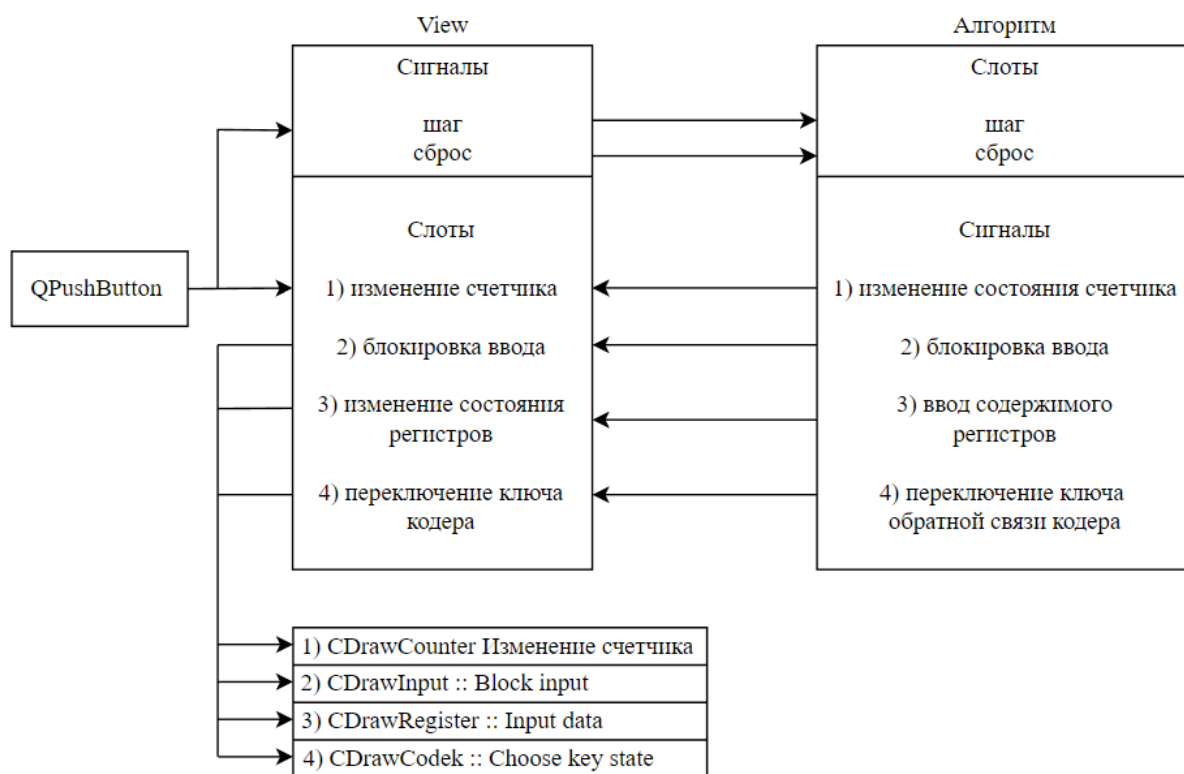 View
Алгоритм
Сигналы
шаг
сброс
Слоты
шаг
сброс
QPushButton
Слоты
1) изменение счетчика
2) блокировка ввода
3) изменение состояния
регистров
4) переключение ключа
кодера
Сигналы
1) изменение состояния счетчика
2) блокировка ввода
3) ввод содержимого
регистров
4) переключение ключа
обратной связи кодера
1) CDrawCounter Изменение счетчика
2) CDrawInput :: Block input
3) CDrawRegister :: Input data
4) CDrawCodek :: Choose key state